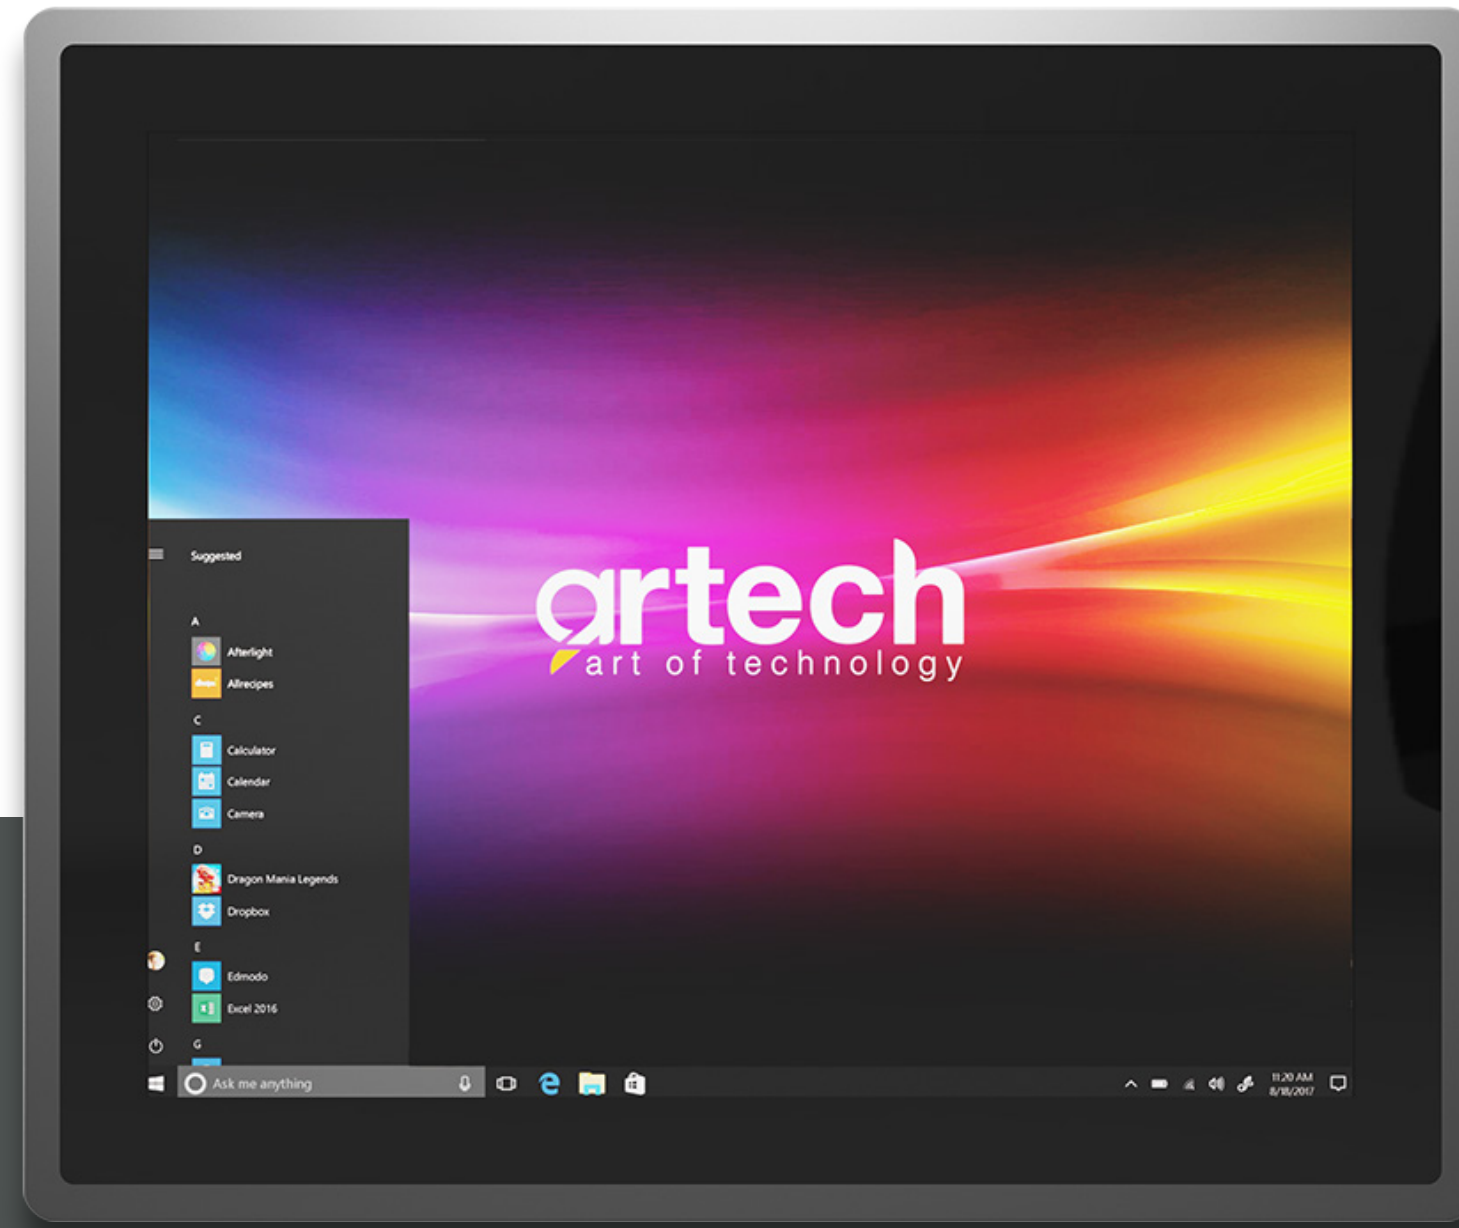 artech
art of technology
Suggested
A
Afterlight
Allrecipes
C
Calculator
Calendar
Camera
D
Dragon Mania Legends
Dropbox
E
Edmodo
Excel 2016
G
Ask me anything
11:20 AM
8/18/2017